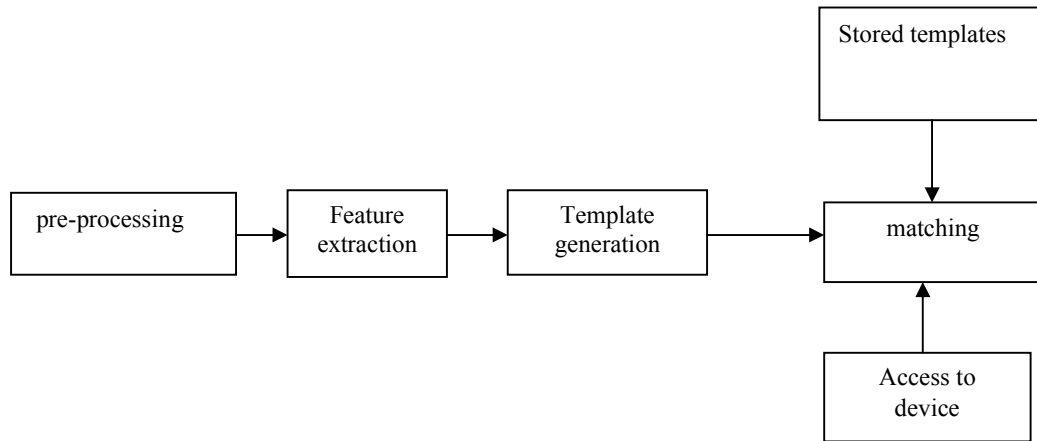 Stored templates
pre-processing
Feature
extraction
Template
generation
matching
Access to
device